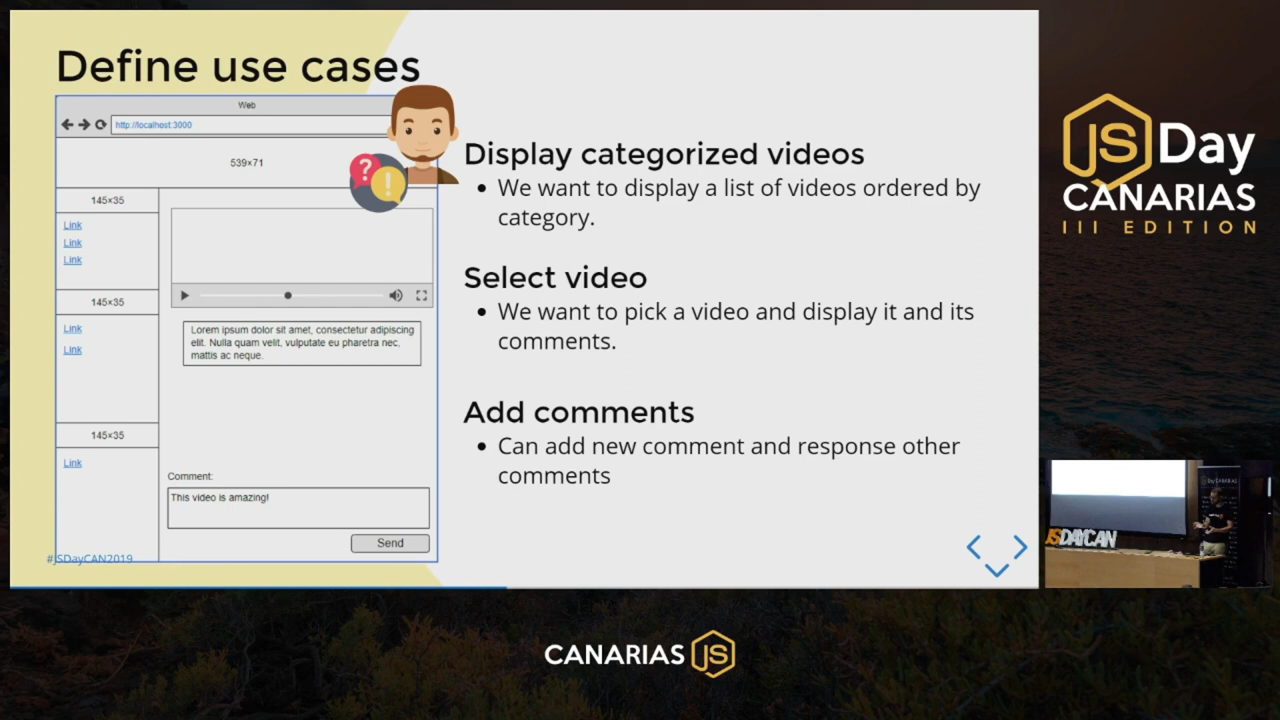 Define use cases
Web
http://localhost:3000
539×71
?
!
145×35
Link
Link
Link
145×35
Link
Link
145×35
Link
Lorem ipsum dolor sit amet, consectetur adipiscing
elit. Nulla quam velit, vulputate eu pharetra nec,
mattis ac neque.
Comment:
This video is amazing!
Send
#JSDayCAN2019
Display categorized videos
We want to display a list of videos ordered by
category.
Select video
We want to pick a video and display it and its
comments.
Add comments
Can add new comment and response other
comments
JS Day
CANARIAS
III EDITION
JSDAYCAN
JS Day CANARIAS
CANARIAS JS